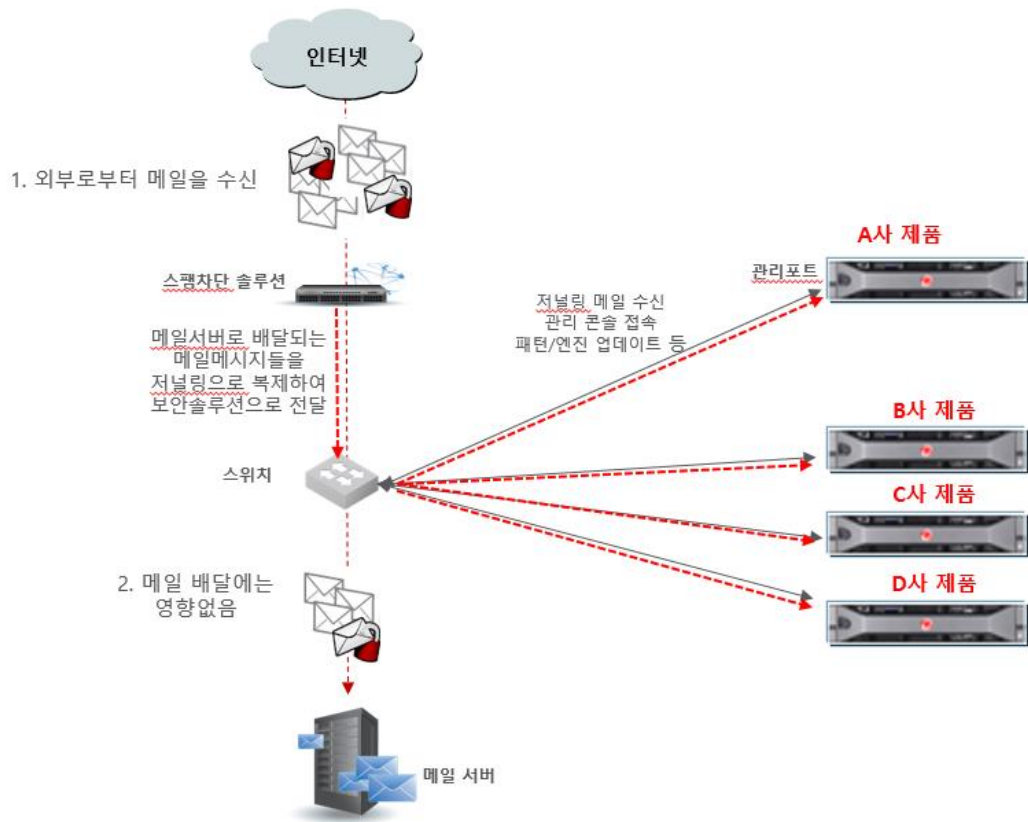 인터넷
1. 외부로부터 메일을 수신
A사 제품
스팸차단 솔루션
관리포트
저널링 메일 수신
관리 콘솔 접속
패턴/엔진 업데이트 등
메일서버로 배달되는
메일메시지들을
저널링으로 복제하여
보안솔루션으로 전달
B사 제품
스위치
C사 제품
2. 메일 배달에는
영향없음
D사 제품
메일 서버